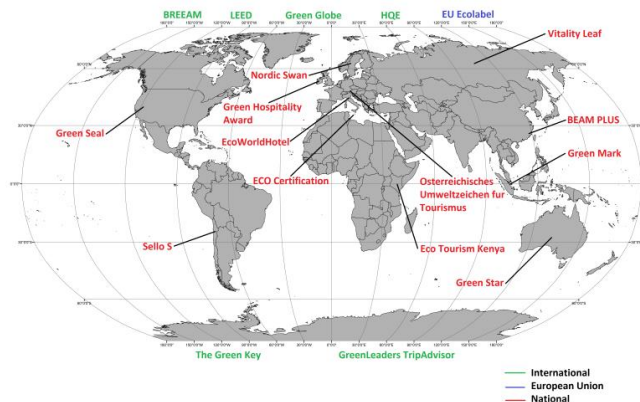 BREEAM LEED Green Globe HQE EU Ecolabel
Vitality Leaf
Nordic Swan
Green Hospitality
Award
Green Seal
BEAM PLUS
EcoWorldHotel
Green Mark
ECO Certification
Osterreichisches
Umweltzeichen fur
Tourismus
Sello S
Eco Tourism Kenya
Green Star
The Green Key GreenLeaders TripAdvisor
International
European Union
National